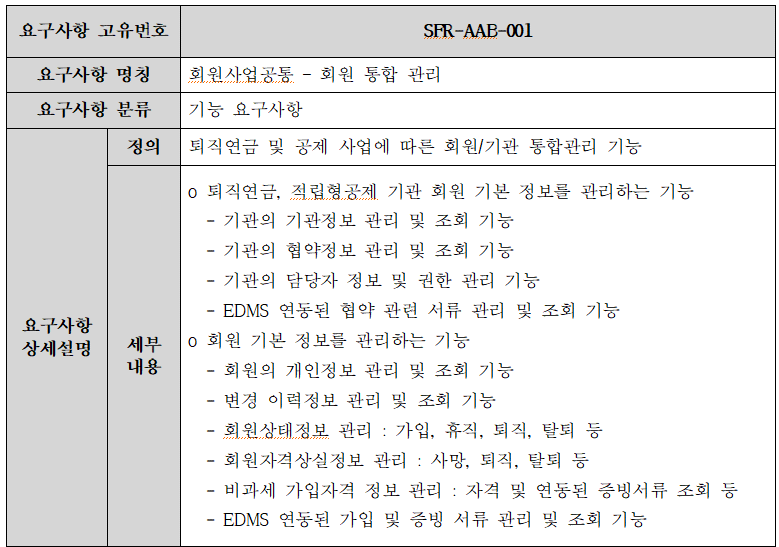 요구사항 고유번호 SFR-AAB-001
요구사항 명칭 회원사업공통 - 회원 통합 관리
요구사항 분류 기능 요구사항
요구사항 상세설명
정의 퇴직연금 및 공제 사업에 따른 회원/기관 통합관리 기능
세부 내용
o 퇴직연금, 적립형공제 기관 회원 기본 정보를 관리하는 기능
- 기관의 기관정보 관리 및 조회 기능
- 기관의 협약정보 관리 및 조회 기능
- 기관의 담당자 정보 및 권한 관리 기능
- EDMS 연동된 협약 관련 서류 관리 및 조회 기능
o 회원 기본 정보를 관리하는 기능
- 회원의 개인정보 관리 및 조회 기능
- 변경 이력정보 관리 및 조회 기능
- 회원상태정보 관리 : 가입, 휴직, 퇴직, 탈퇴 등
- 회원자격상실정보 관리 : 사망, 퇴직, 탈퇴 등
- 비과세 가입자격 정보 관리 : 자격 및 연동된 증빙서류 조회 등
- EDMS 연동된 가입 및 증빙 서류 관리 및 조회 기능